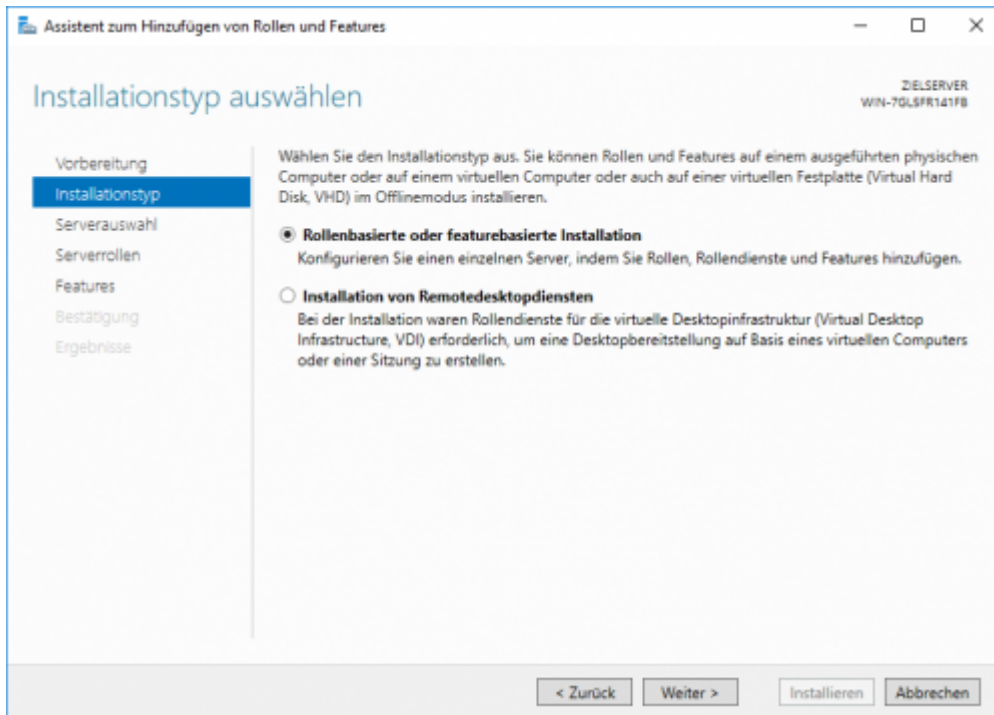 Assistent zum Hinzufügen von Rollen und Features
Installationstyp auswählen
ZIELSERVER
WIN-7GLSFR141FB
Vorbereitung
Installationstyp
Serverauswahl
Serverrollen
Features
Bestätigung
Ergebnisse
Wählen Sie den Installationstyp aus. Sie können Rollen und Features auf einem ausgeführten physischen
Computer oder auf einem virtuellen Computer oder auch auf einer virtuellen Festplatte (Virtual Hard
Disk, VHD) im Offlinemodus installieren.
Rollenbasierte oder featurebasierte Installation
Konfigurieren Sie einen einzelnen Server, indem Sie Rollen, Rollendienste und Features hinzufügen.
Installation von Remotedesktopdiensten
Bei der Installation waren Rollendienste für die virtuelle Desktopinfrastruktur (Virtual Desktop
Infrastructure, VDI) erforderlich, um eine Desktopbereitstellung auf Basis eines virtuellen Computers
oder einer Sitzung zu erstellen.
< Zurück
Weiter >
Installieren
Abbrechen